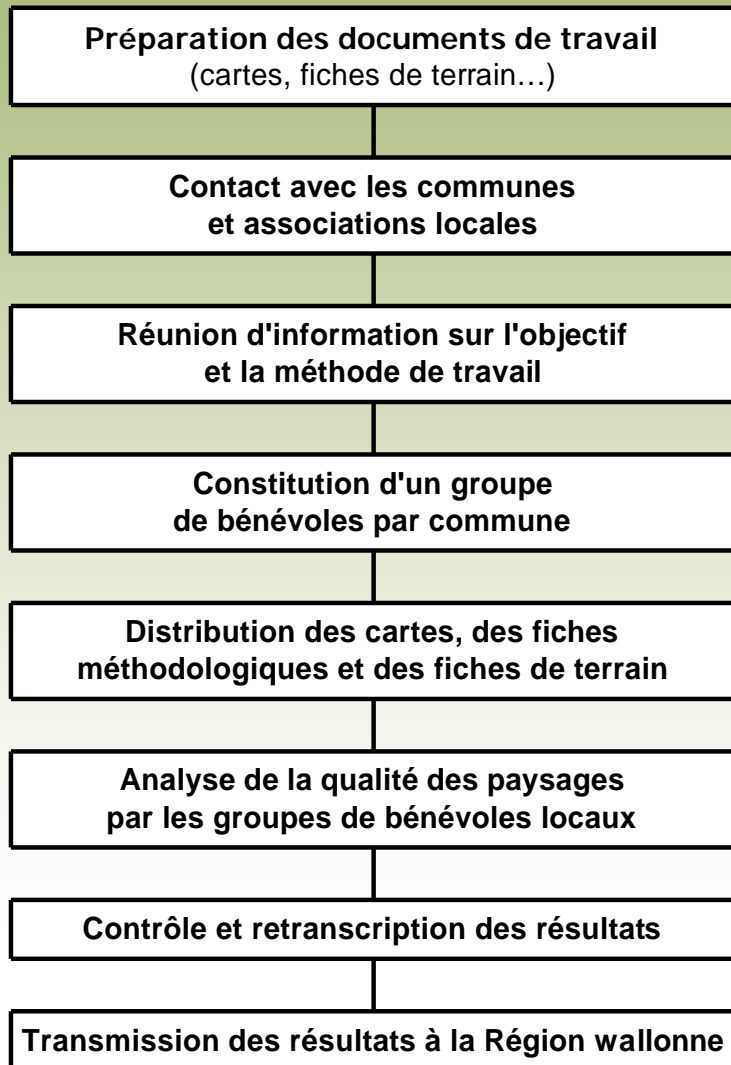 Préparation des documents de travail
(cartes, fiches de terrain…)
Contact avec les communes
et associations locales
Réunion d'information sur l'objectif
et la méthode de travail
Constitution d'un groupe
de bénévoles par commune
Distribution des cartes, des fiches
méthodologiques et des fiches de terrain
Analyse de la qualité des paysages
par les groupes de bénévoles locaux
Contrôle et retranscription des résultats
Transmission des résultats à la Région wallonne